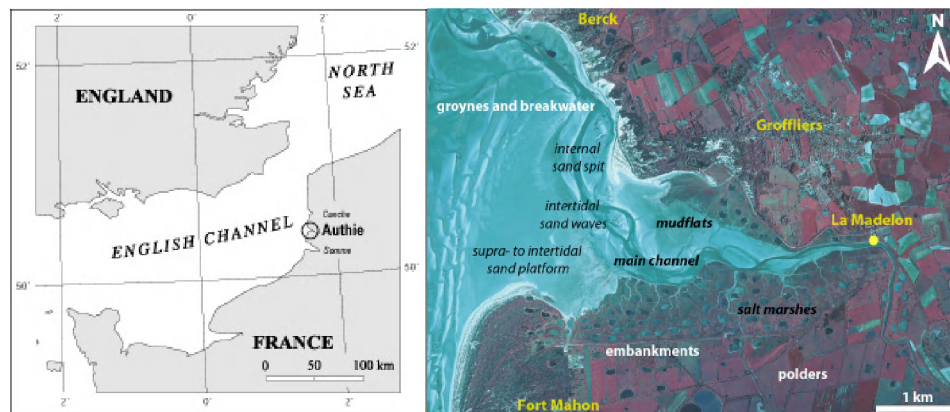 2˚
0˚
2˚
52˚
52˚
NORTH
SEA
ENGLAND
Canche
Authie
Somme
ENGLISH CHANNEL
50˚
50˚
FRANCE
0 50 100 km
2˚
0˚
2˚
Berck
N
groynes and breakwater
Groffliers
internal
sand spit
intertidal
sand waves
mudflats
La Madelon
supra- to intertidal
sand platform
main channel
salt marshes
embankments
polders
Fort Mahon
1 km